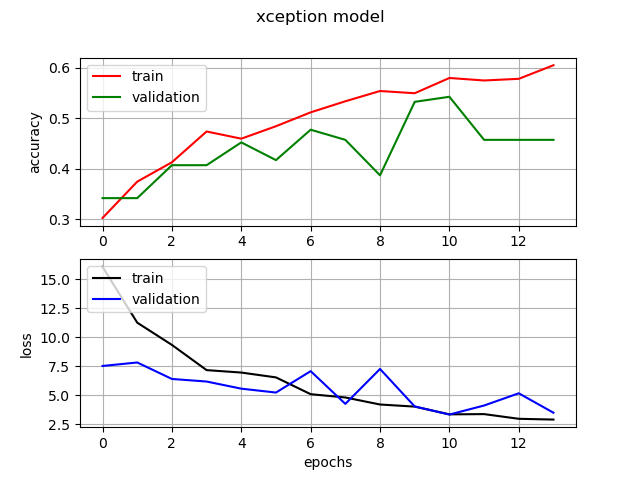 xception model
train
validation
accuracy
0.6
0.5
0.4
0.3
0 2 4 6 8 10 12
train
validation
loss
15.0
12.5
10.0
7.5
5.0
2.5
0 2 4 6 8 10 12
epochs